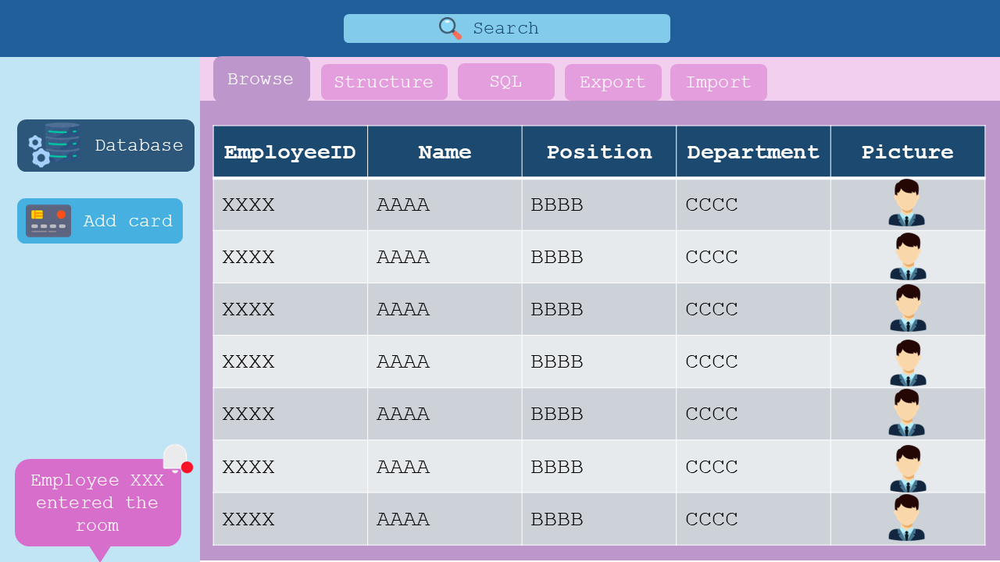 Search
Browse Structure SQL Export Import
Database
Add card
EmployeeID Name Position Department Picture
XXXX AAAA BBBB CCCC
XXXX AAAA BBBB CCCC
XXXX AAAA BBBB CCCC
XXXX AAAA BBBB CCCC
XXXX AAAA BBBB CCCC
XXXX AAAA BBBB CCCC
XXXX AAAA BBBB CCCC
Employee XXX
entered the
room